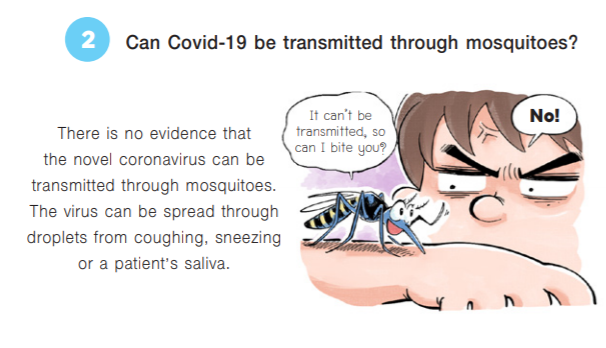 2
Can Covid-19 be transmitted through mosquitoes?
There is no evidence that
the novel coronavirus can be
transmitted through mosquitoes.
The virus can be spread through
droplets from coughing, sneezing
or a patient's saliva.
It can't be
transmitted, so
can I bite you?
No!